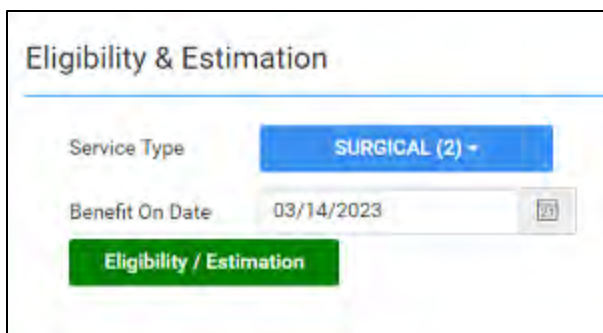 Eligibility & Estimation
Service Type SURGICAL (2)
Benefit On Date 03/14/2023
Eligibility / Estimation